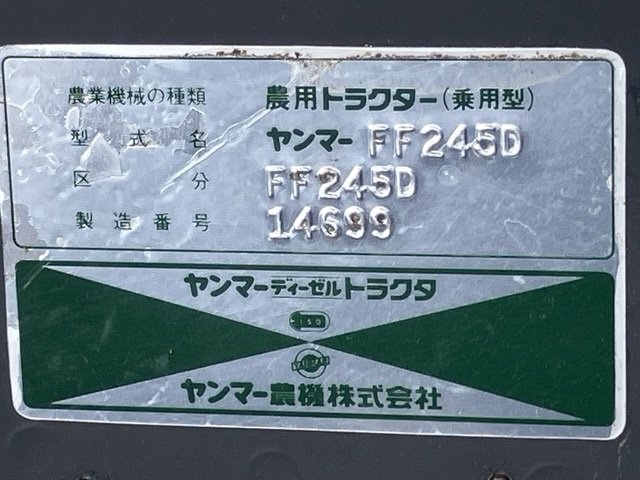 農業機械の種類 農用トラクター(乗用型)
型式名 ヤンマー FF245D
区分 FF245D
製造番号 14699
ヤンマーディーゼルトラクタ
ヤンマー農機株式会社